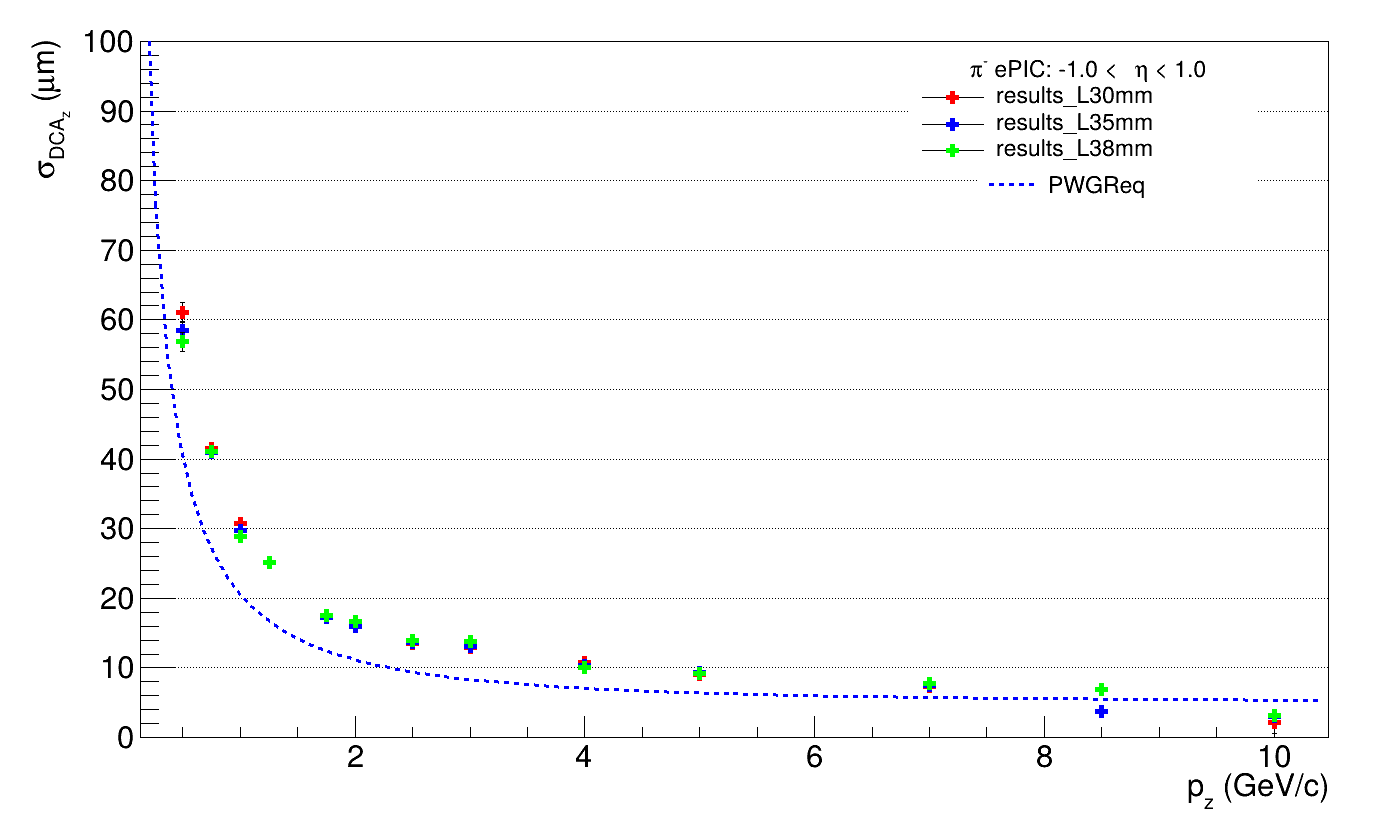 σDCAz (μm)
100
90
80
70
60
50
40
30
20
10
0
π- ePIC: -1.0 < η < 1.0
results_L30mm
results_L35mm
results_L38mm
PWGReq
2 4 6 8 10
pz (GeV/c)